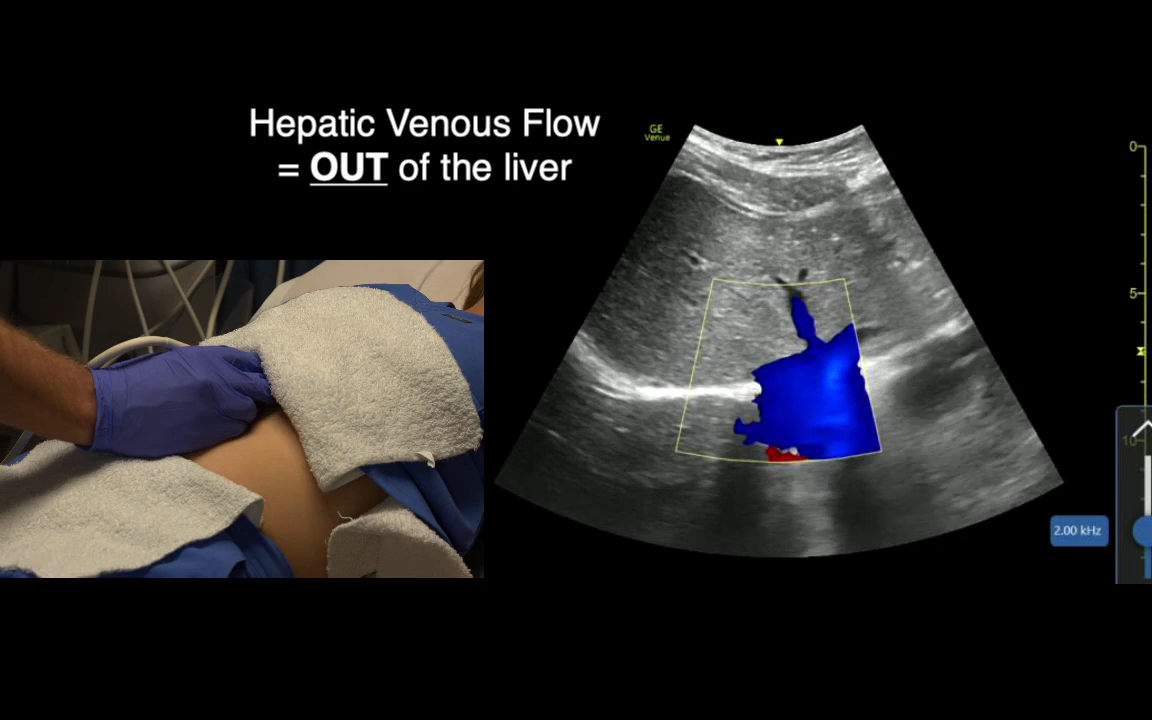 Hepatic Venous Flow
= OUT of the liver
GE
Venue
0
5
10
2.00 kHz